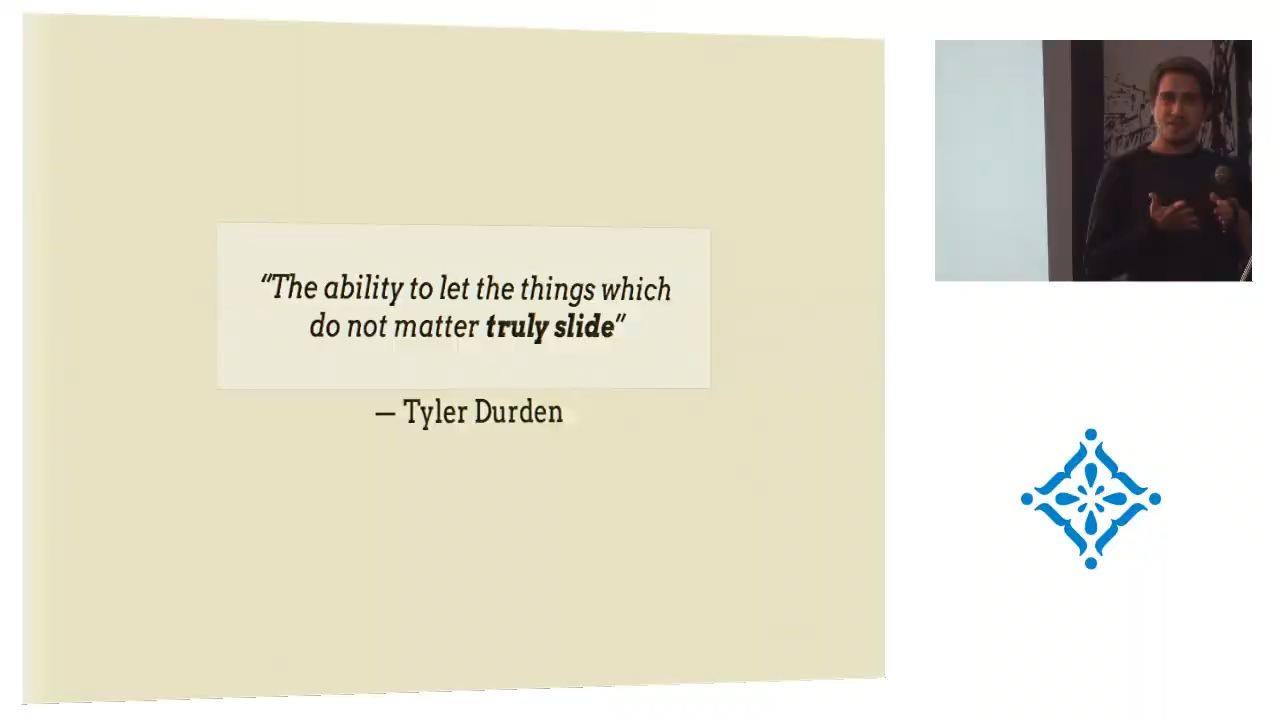 “The ability to let the things which
do not matter truly slide”
— Tyler Durden